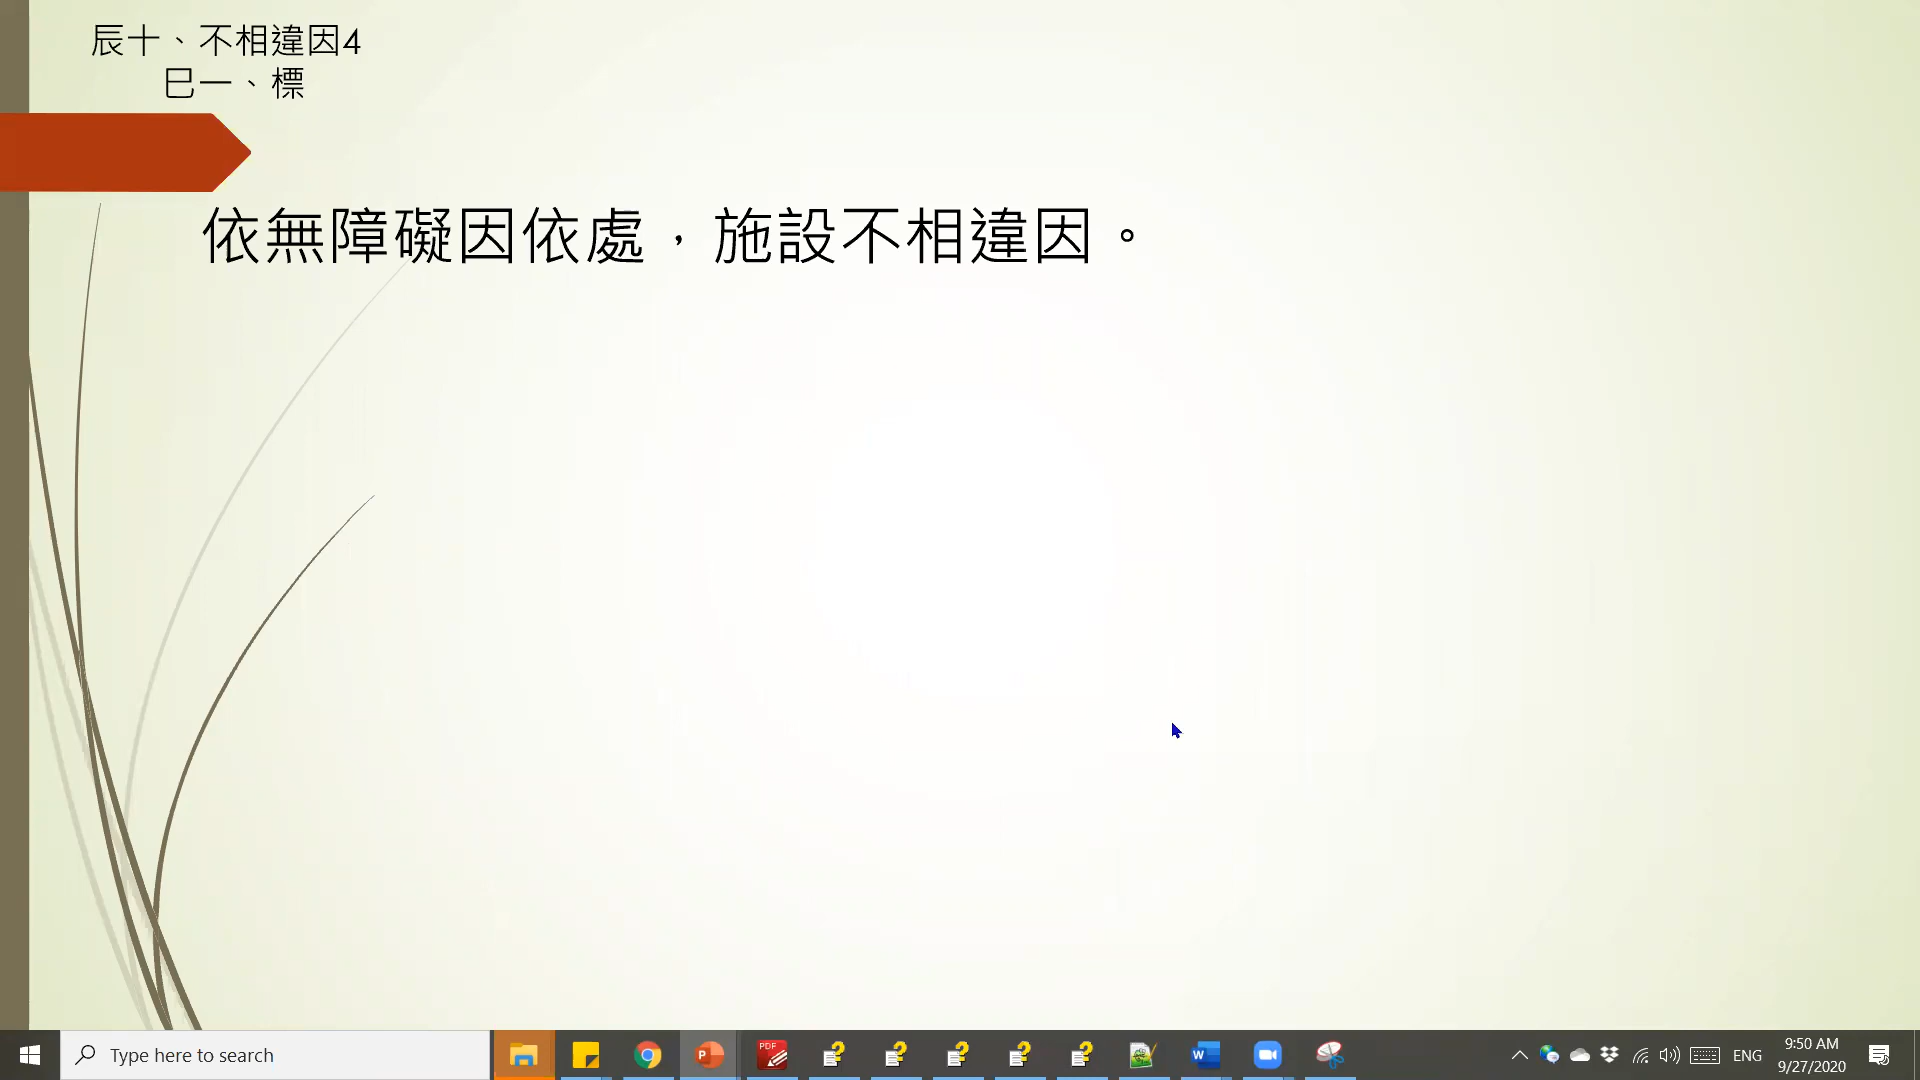 辰十、不相違因4
巳一、標
依無障礙因依處，施設不相違因。
Type here to search
PDF
ENG
9:50 AM
9/27/2020